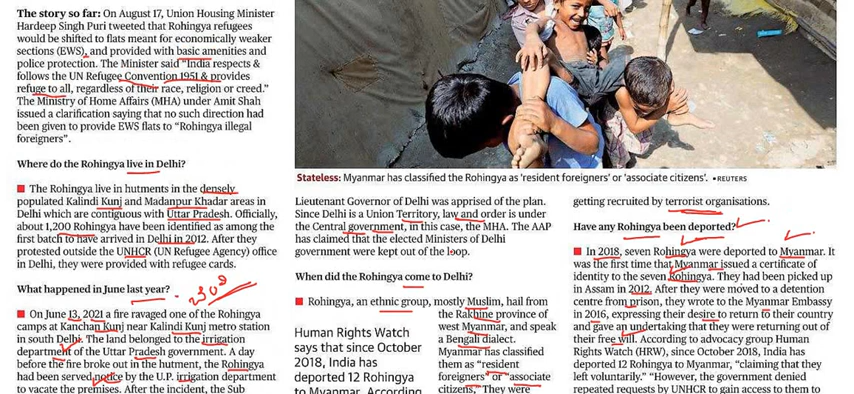 The story so far: On August 17, Union Housing Minister
Hardeep Singh Puri tweeted that Rohingya refugees
would be shifted to flats meant for economically weaker
sections (EWS), and provided with basic amenities and
police protection. The Minister said "India respects &
follows the UN Refugee Convention 1951 & provides
refuge to all, regardless of their race, religion or creed."
The Ministry of Home Affairs (MHA) under Amit Shah
issued a clarification saying that no such direction had
been given to provide EWS flats to "Rohingya illegal
foreigners".
Where do the Rohingya live in Delhi?
The Rohingya live in hutments in the densely
populated Kalindi Kunj and Madanpur Khadar areas in
Delhi which are contiguous with Uttar Pradesh. Officially,
about 1,200 Rohingya have been identified as among the
first batch to have arrived in Delhi in 2012. After they
protested outside the UNHCR (UN Refugee Agency) office
in Delhi, they were provided with refugee cards.
What happened in June last year?
On June 13, 2021 a fire ravaged one of the Rohingya
camps at Kanchan Kunj near Kalindi Kunj metro station
in south Delhi. The land belonged to the irrigation
department of the Uttar Pradesh government. A day
before the fire broke out in the hutment, the Rohingya
had been served notice by the U.P. irrigation department
to vacate the premises. After the incident, the Sub
Stateless: Myanmar has classified the Rohingya as 'resident foreigners' or 'associate citizens'. • REUTERS
Lieutenant Governor of Delhi was apprised of the plan.
Since Delhi is a Union Territory, law and order is under
the Central government, in this case, the MHA. The AAP
has claimed that the elected Ministers of Delhi
government were kept out of the loop.
When did the Rohingya come to Delhi?
Rohingya, an ethnic group, mostly Muslim, hail from
the Rakhine province of
west Myanmar, and speak
a Bengali dialect.
Myanmar has classified
them as "resident
foreigners" or "associate
citizens." They were
Human Rights Watch
says that since October
2018, India has
deported 12 Rohingya
to Myanmar. According
getting recruited by terrorist organisations.
Have any Rohingya been deported?
In 2018, seven Rohingya were deported to Myanmar. It
was the first time that Myanmar issued a certificate of
identity to the seven Rohingya. They had been picked up
in Assam in 2012. After they were moved to a detention
centre from prison, they wrote to the Myanmar Embassy
in 2016, expressing their desire to return to their country
and gave an undertaking that they were returning out of
their free will. According to advocacy group Human
Rights Watch (HRW), since October 2018, India has
deported 12 Rohingya to Myanmar, "claiming that they
left voluntarily." "However, the government denied
repeated requests by UNHCR to gain access to them to